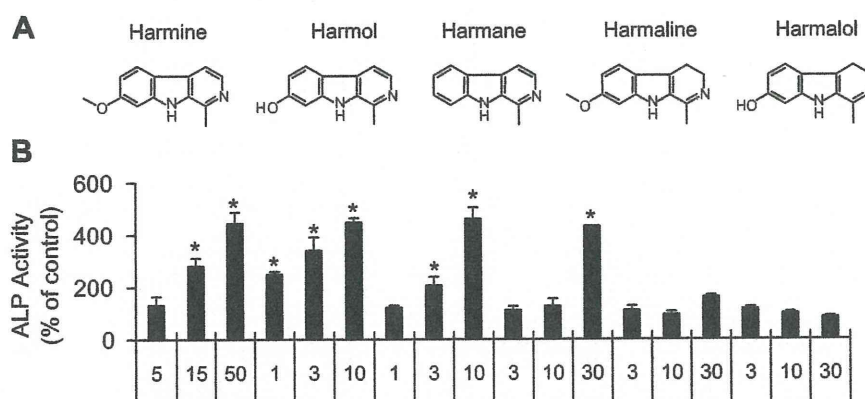 A
Harmine Harmol Harmane Harmaline Harmalol
N N N N
O HO O HO
N N N N N
H H H H H
B
ALP Activity
(% of control)
600
400
200
0
* * * * * * * *
5 15 50 1 3 10 1 3 10 3 10 30 3 10 30 3 10 30